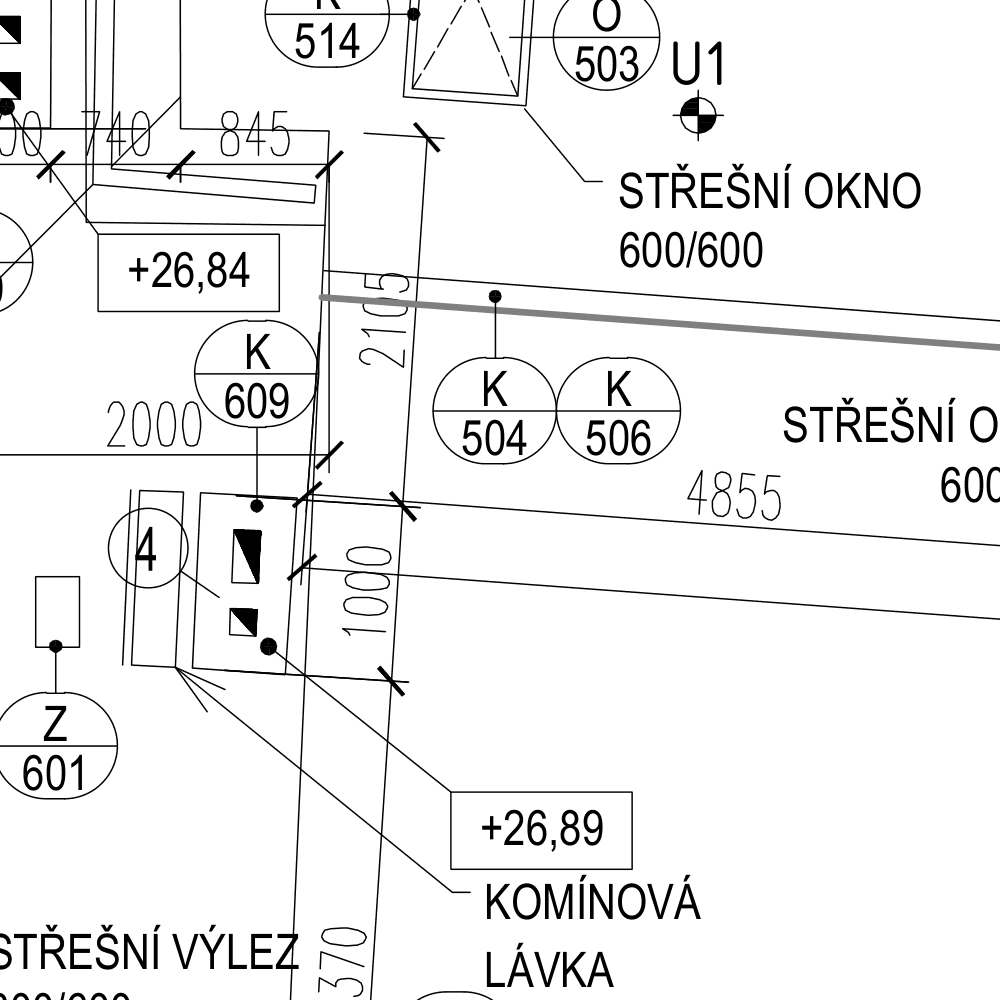 514
O
503
U1
740
845
STŘEŠNÍ OKNO
600/600
+26,84
2105
K
609
K
504
K
506
2000
STŘEŠNÍ O
600
4855
4
1000
Z
601
+26,89
KOMÍNOVÁ
LÁVKA
STŘEŠNÍ VÝLEZ
370